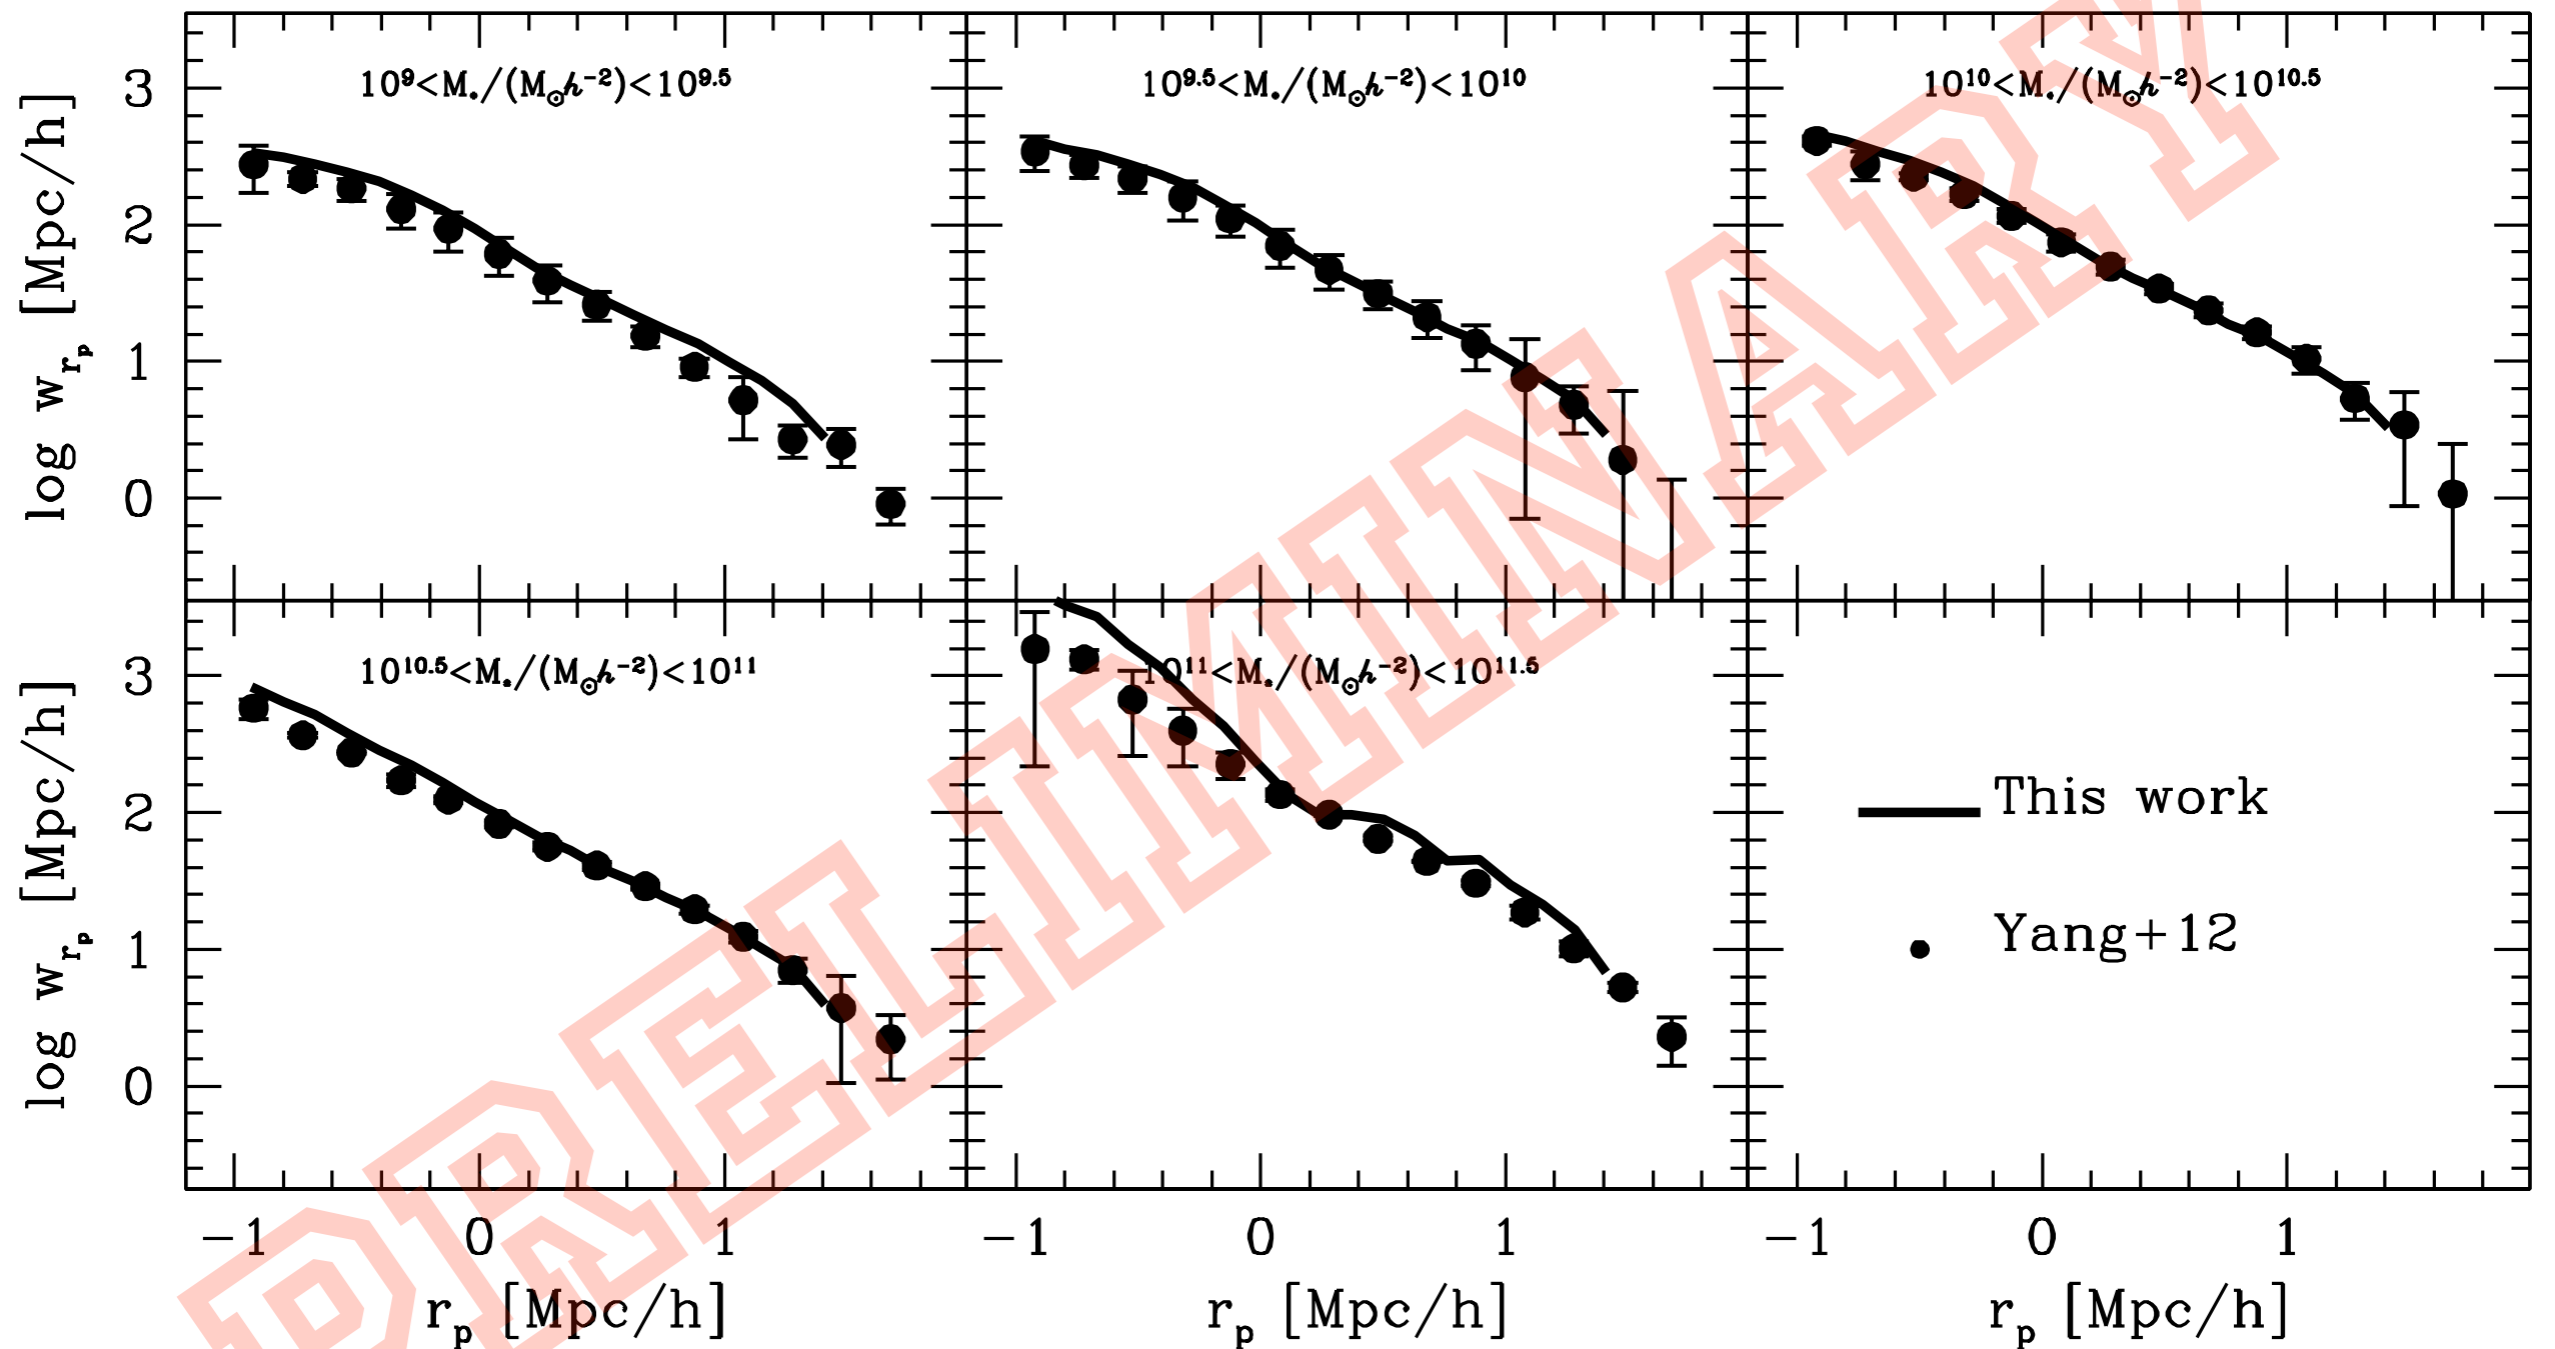 10⁹<M*/(M⊙h⁻²)<10⁹·⁵
10⁹·⁵<M*/(M⊙h⁻²)<10¹⁰
10¹⁰<M*/(M⊙h⁻²)<10¹⁰·⁵
log w_rp [Mpc/h]
3
2
1
0
10¹⁰·⁵<M*/(M⊙h⁻²)<10¹¹
10¹¹<M*/(M⊙h⁻²)<10¹¹·⁵
log w_rp [Mpc/h]
3
2
1
0
This work
Yang+12
−1 0 1
−1 0 1
−1 0 1
r_p [Mpc/h]
r_p [Mpc/h]
r_p [Mpc/h]
PRELIMINARY